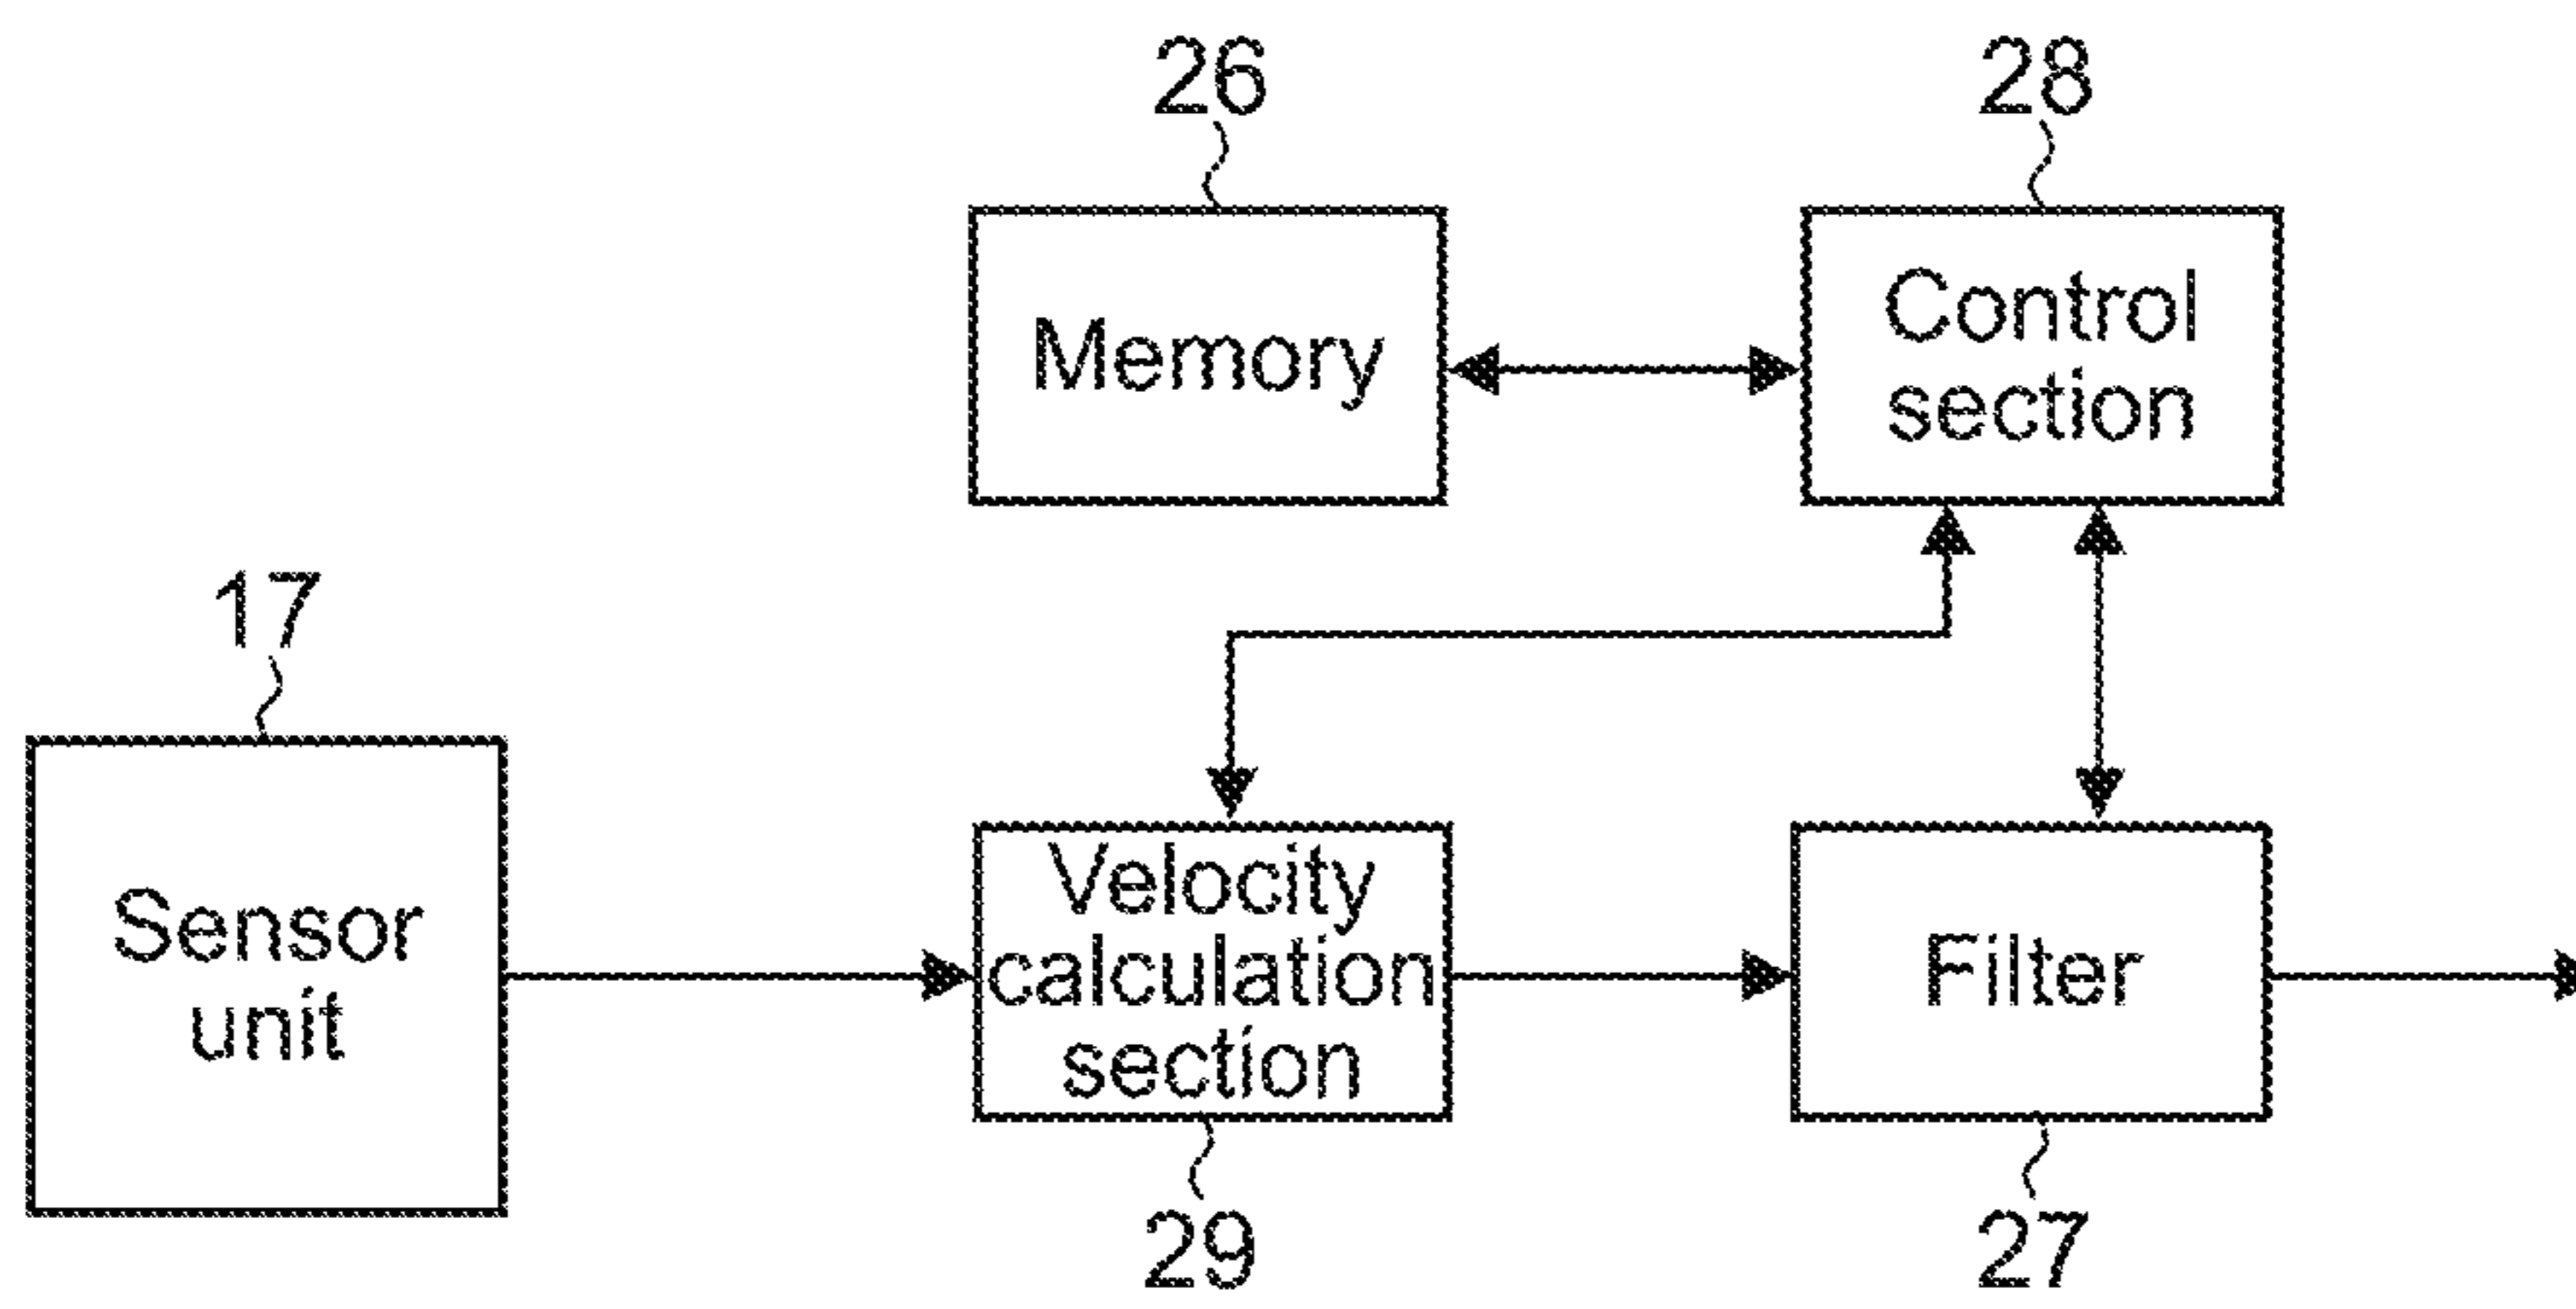 26
28
Memory
Control
section
17
Sensor
unit
Velocity
calculation
section
Filter
29
27